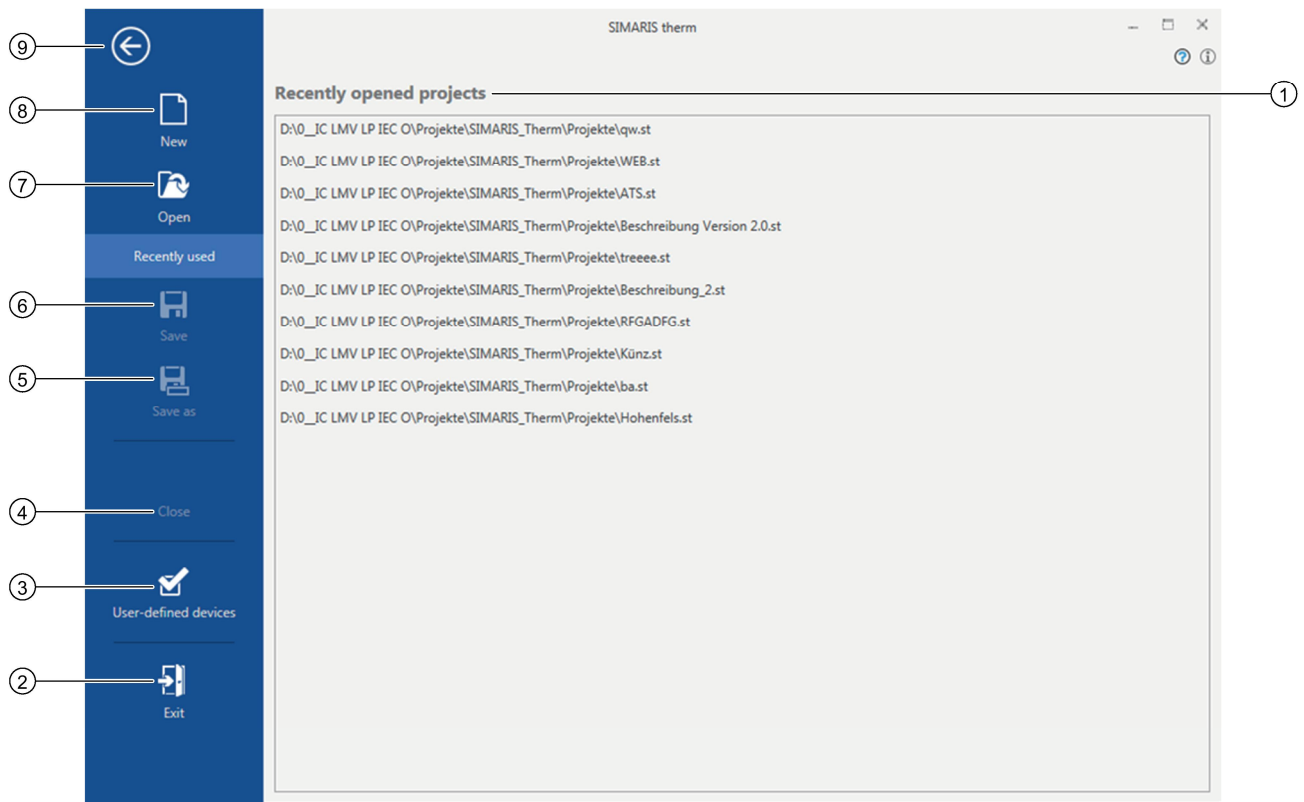 SIMARIS therm
9
8
New
7
Open
Recently used
6
Save
5
Save as
4
Close
3
User-defined devices
2
Exit
Recently opened projects
1
D:\0__IC LMV LP IEC O\Projekte\SIMARIS_Therm\Projekte\qw.st
D:\0__IC LMV LP IEC O\Projekte\SIMARIS_Therm\Projekte\WEB.st
D:\0__IC LMV LP IEC O\Projekte\SIMARIS_Therm\Projekte\ATS.st
D:\0__IC LMV LP IEC O\Projekte\SIMARIS_Therm\Projekte\Beschreibung Version 2.0.st
D:\0__IC LMV LP IEC O\Projekte\SIMARIS_Therm\Projekte\treeee.st
D:\0__IC LMV LP IEC O\Projekte\SIMARIS_Therm\Projekte\Beschreibung_2.st
D:\0__IC LMV LP IEC O\Projekte\SIMARIS_Therm\Projekte\RFGADFG.st
D:\0__IC LMV LP IEC O\Projekte\SIMARIS_Therm\Projekte\Künz.st
D:\0__IC LMV LP IEC O\Projekte\SIMARIS_Therm\Projekte\ba.st
D:\0__IC LMV LP IEC O\Projekte\SIMARIS_Therm\Projekte\Hohenfels.st